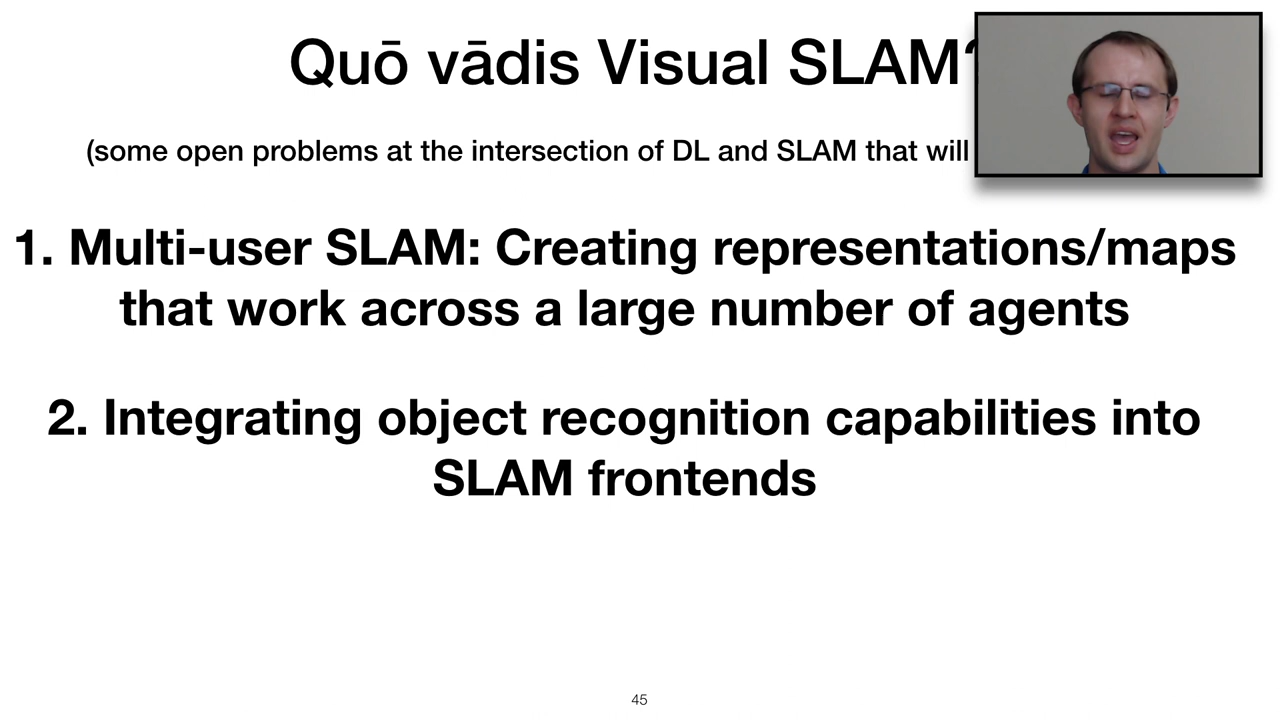 Quō vādis Visual SLAM?
(some open problems at the intersection of DL and SLAM that will
1. Multi-user SLAM: Creating representations/maps
that work across a large number of agents
2. Integrating object recognition capabilities into
SLAM frontends
45